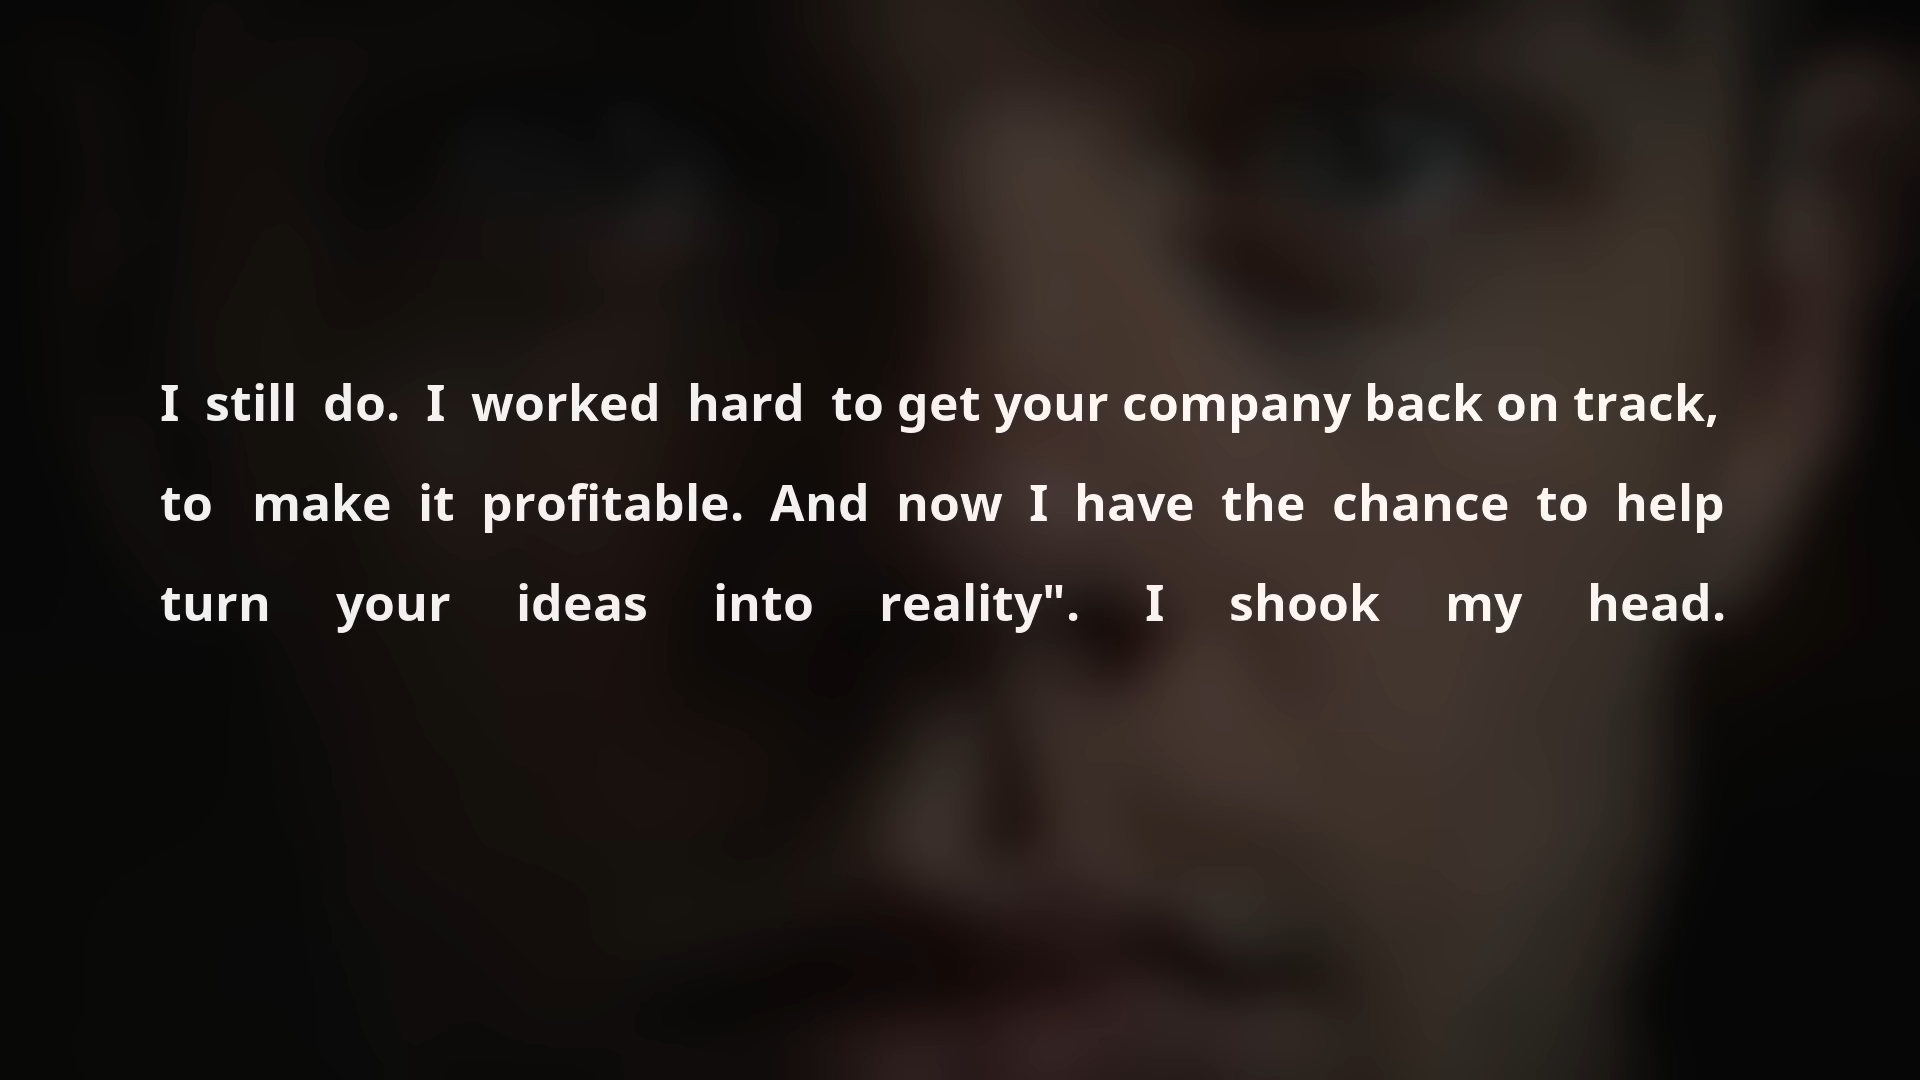 I still do. I worked hard to get your company back on track,
to make it profitable. And now I have the chance to help
turn your ideas into reality". I shook my head.